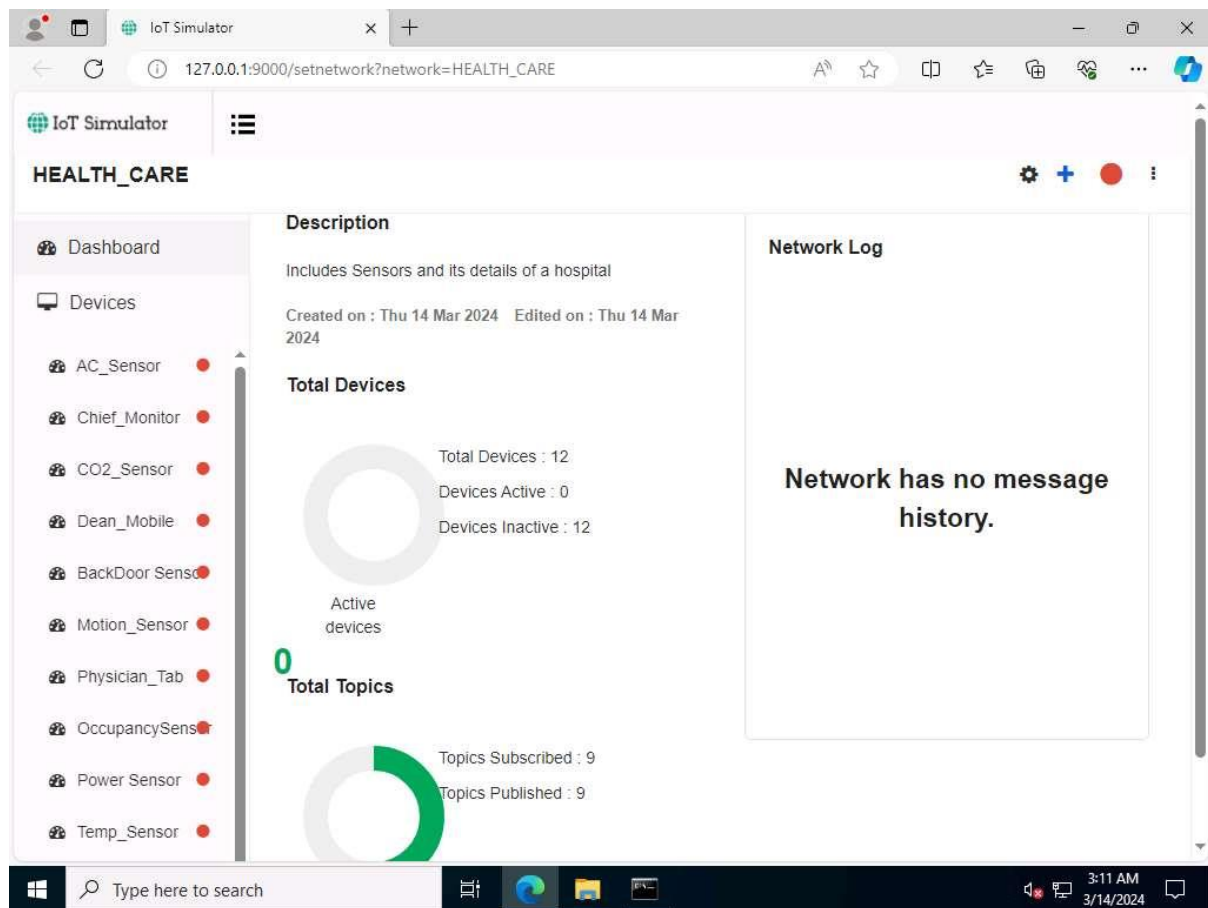 IoT Simulator
127.0.0.1:9000/setnetwork?network=HEALTH_CARE
IoT Simulator
HEALTH_CARE
Dashboard
Devices
AC_Sensor
Chief_Monitor
CO2_Sensor
Dean_Mobile
BackDoor Senso
Motion_Sensor
Physician_Tab
OccupancySensor
Power Sensor
Temp_Sensor
Description
Includes Sensors and its details of a hospital
Created on : Thu 14 Mar 2024 Edited on : Thu 14 Mar
2024
Total Devices
Total Devices : 12
Devices Active : 0
Devices Inactive : 12
Active
devices
0
Total Topics
Topics Subscribed : 9
Topics Published : 9
Network Log
Network has no message
history.
Type here to search
3:11 AM
3/14/2024